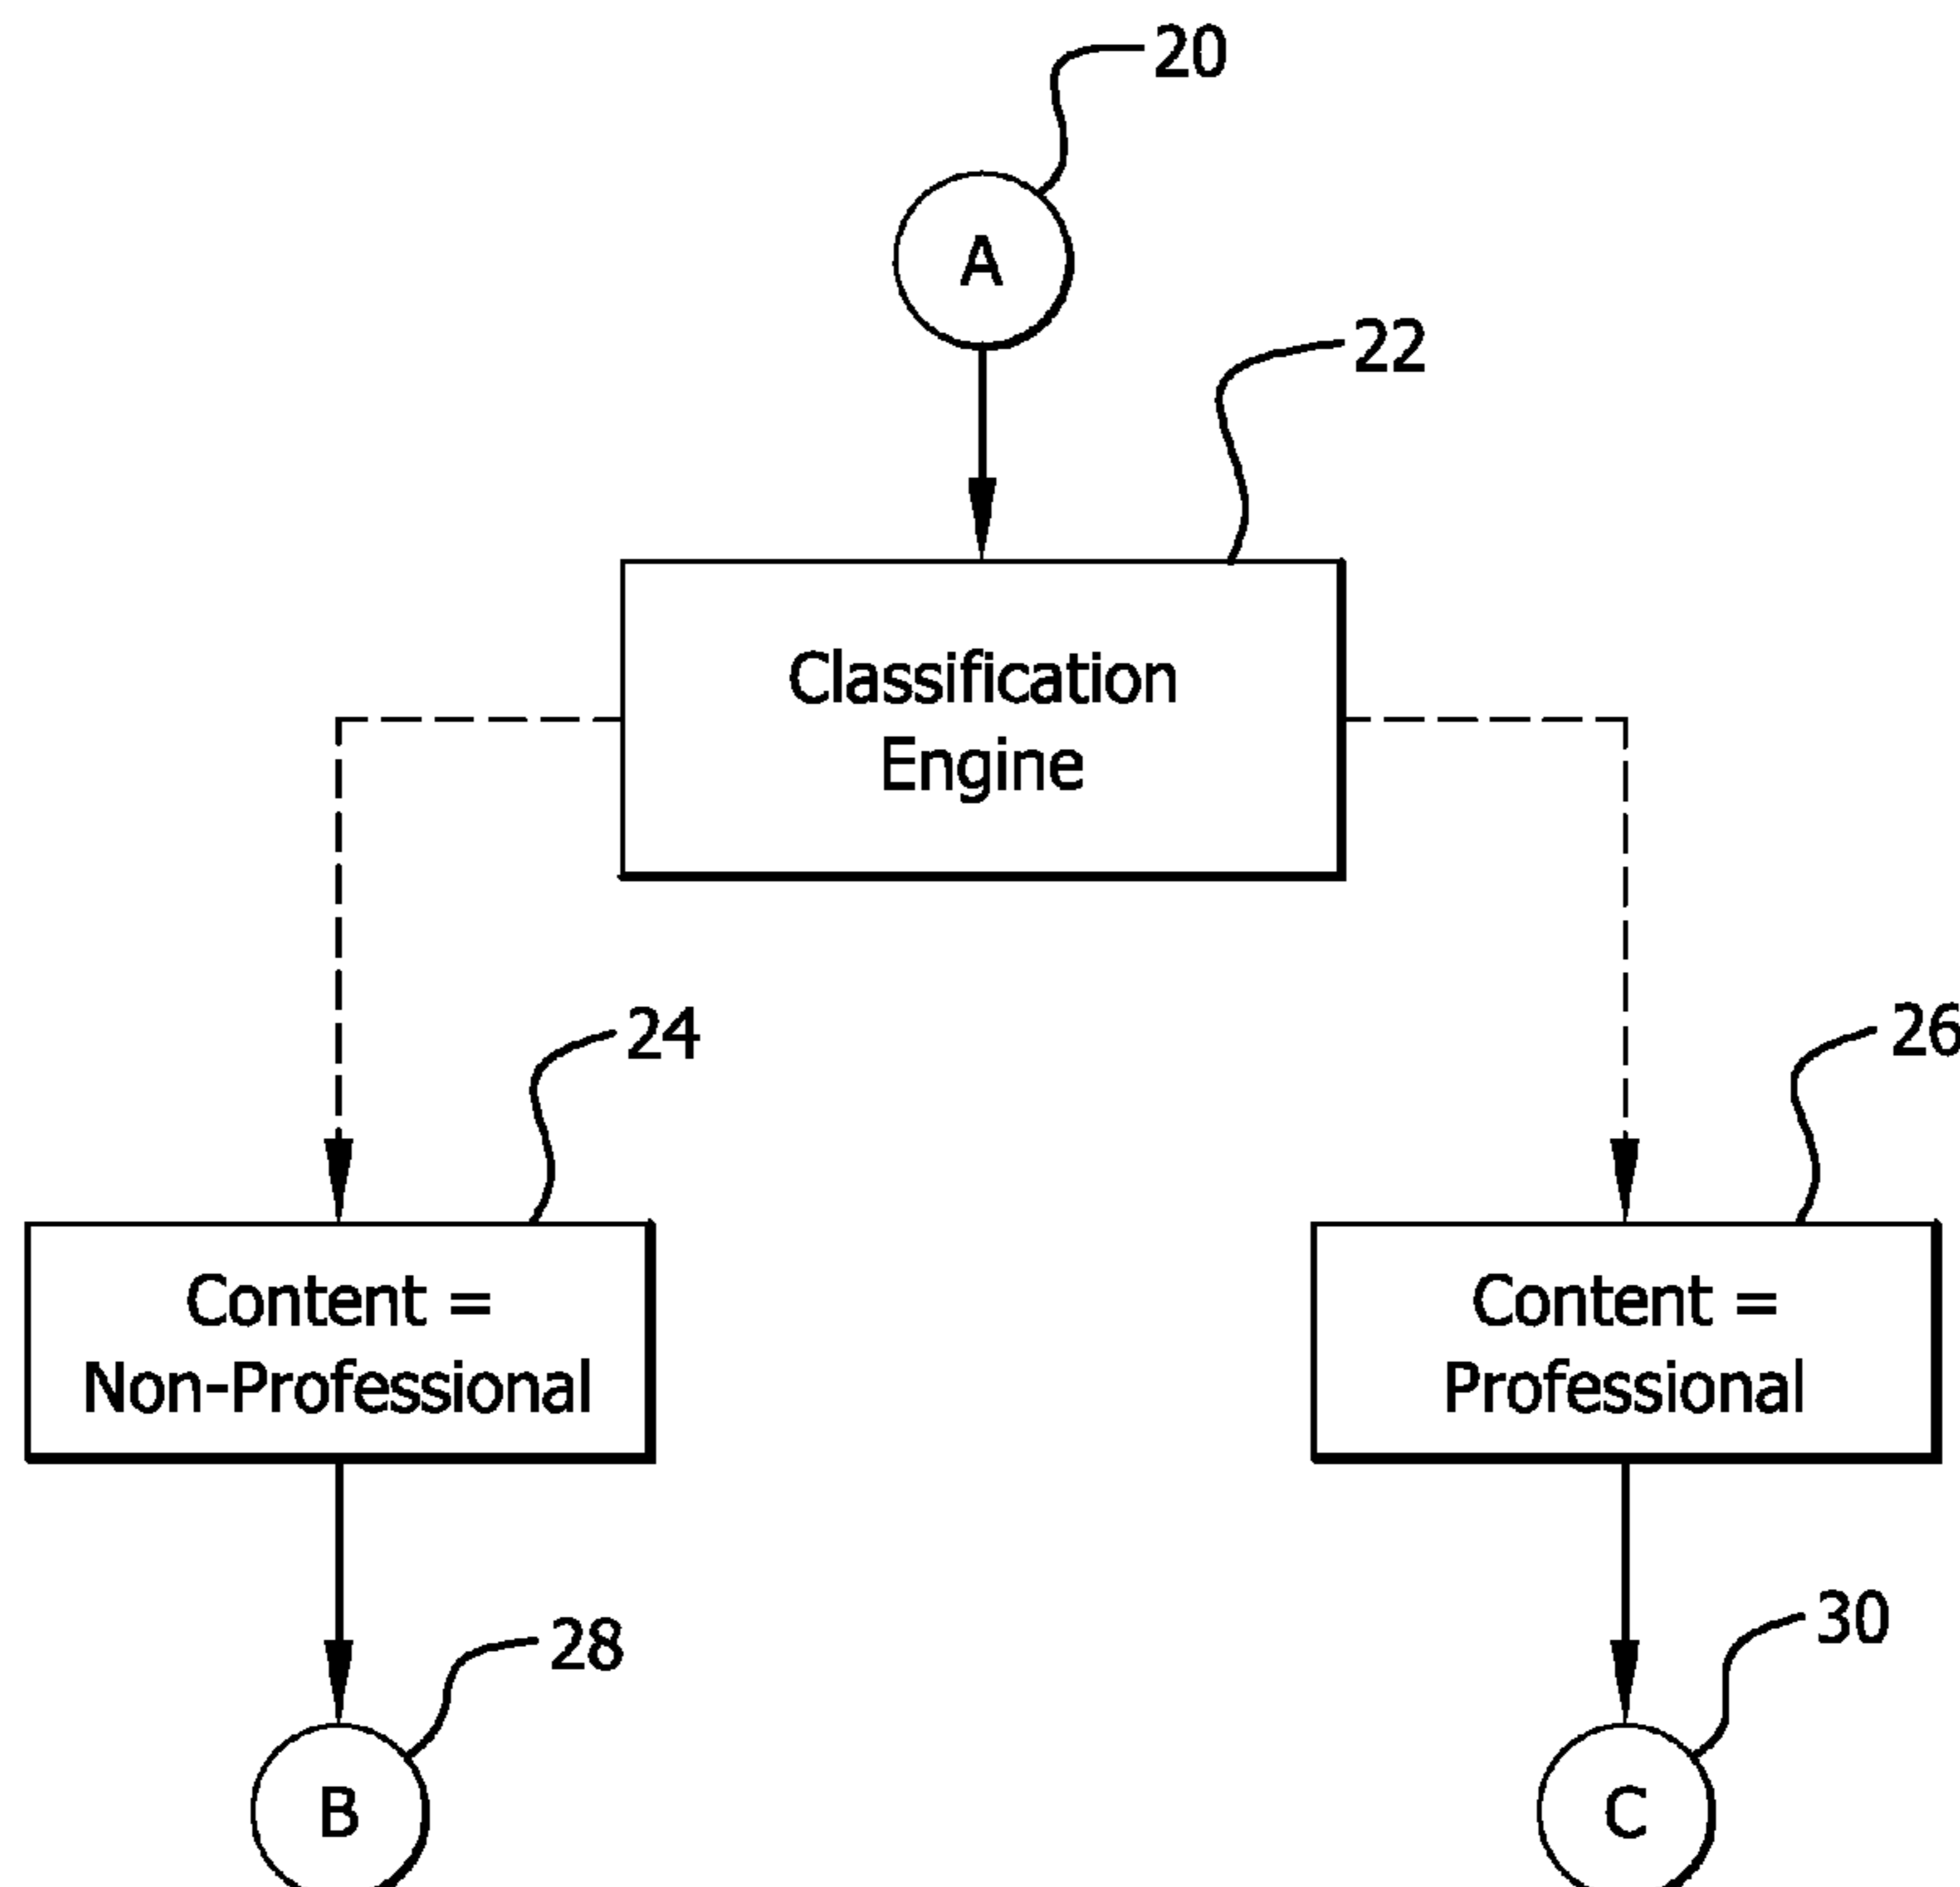 20
A
22
Classification
Engine
24
26
Content =
Non-Professional
Content =
Professional
28
30
B
C